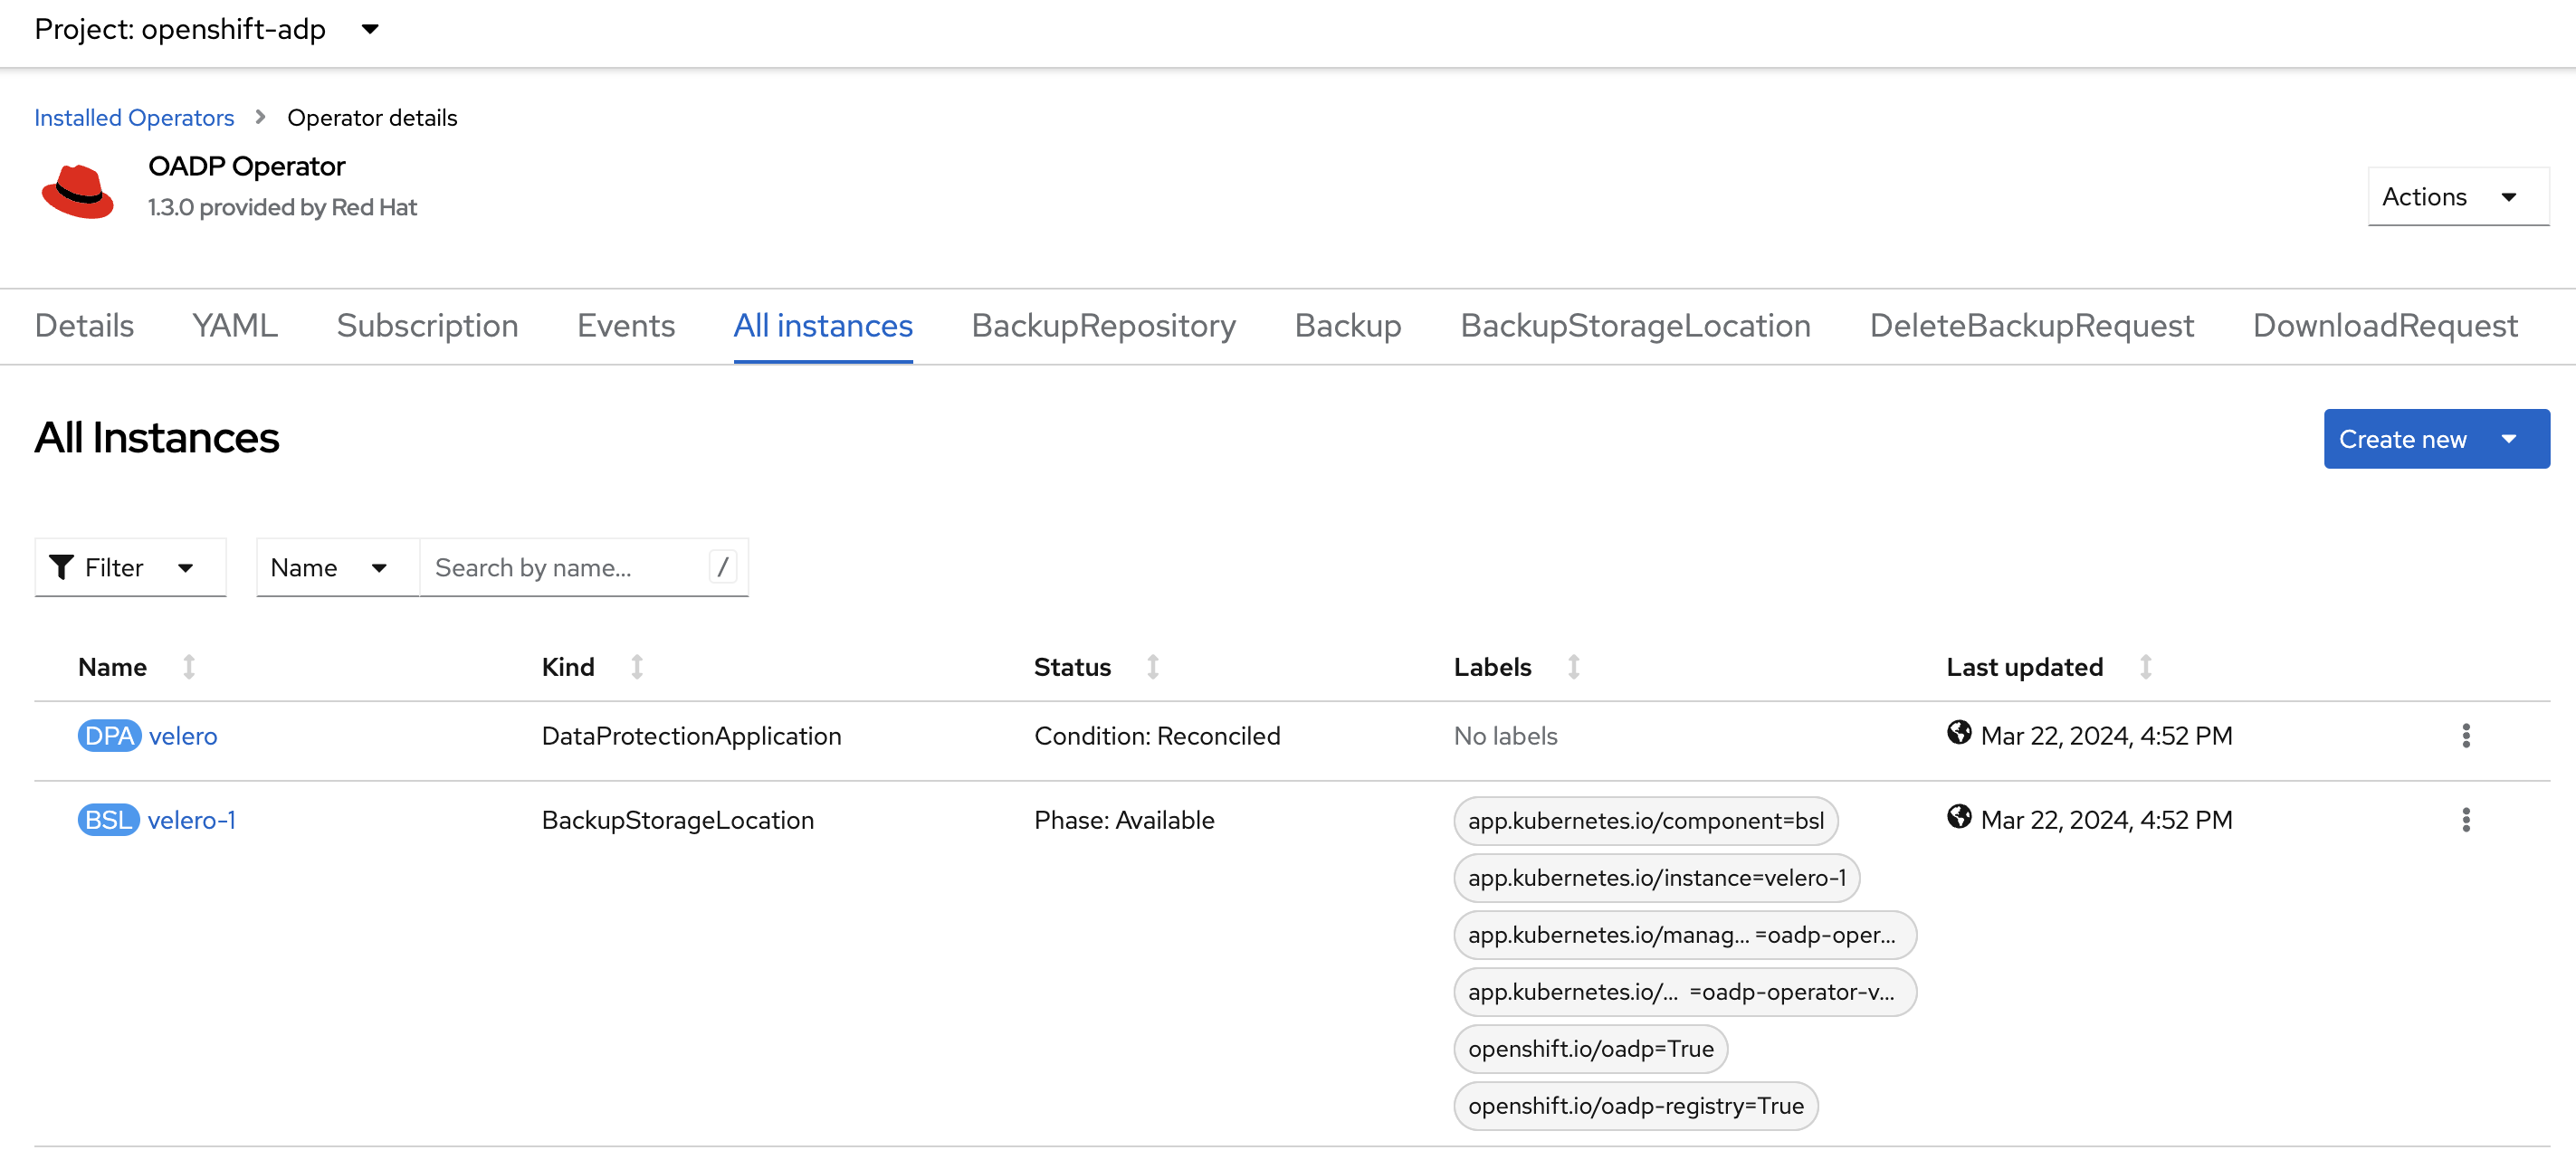 Project: openshift-adp
Installed Operators > Operator details
OADP Operator
1.3.0 provided by Red Hat
Actions
Details YAML Subscription Events All instances BackupRepository Backup BackupStorageLocation DeleteBackupRequest DownloadRequest
All Instances
Create new
Filter Name Search by name... /
Name Kind Status Labels Last updated
DPA velero DataProtectionApplication Condition: Reconciled No labels Mar 22, 2024, 4:52 PM
BSL velero-1 BackupStorageLocation Phase: Available app.kubernetes.io/component=bsl Mar 22, 2024, 4:52 PM
app.kubernetes.io/instance=velero-1
app.kubernetes.io/manag... =oadp-oper...
app.kubernetes.io/... =oadp-operator-v...
openshift.io/oadp=True
openshift.io/oadp-registry=True